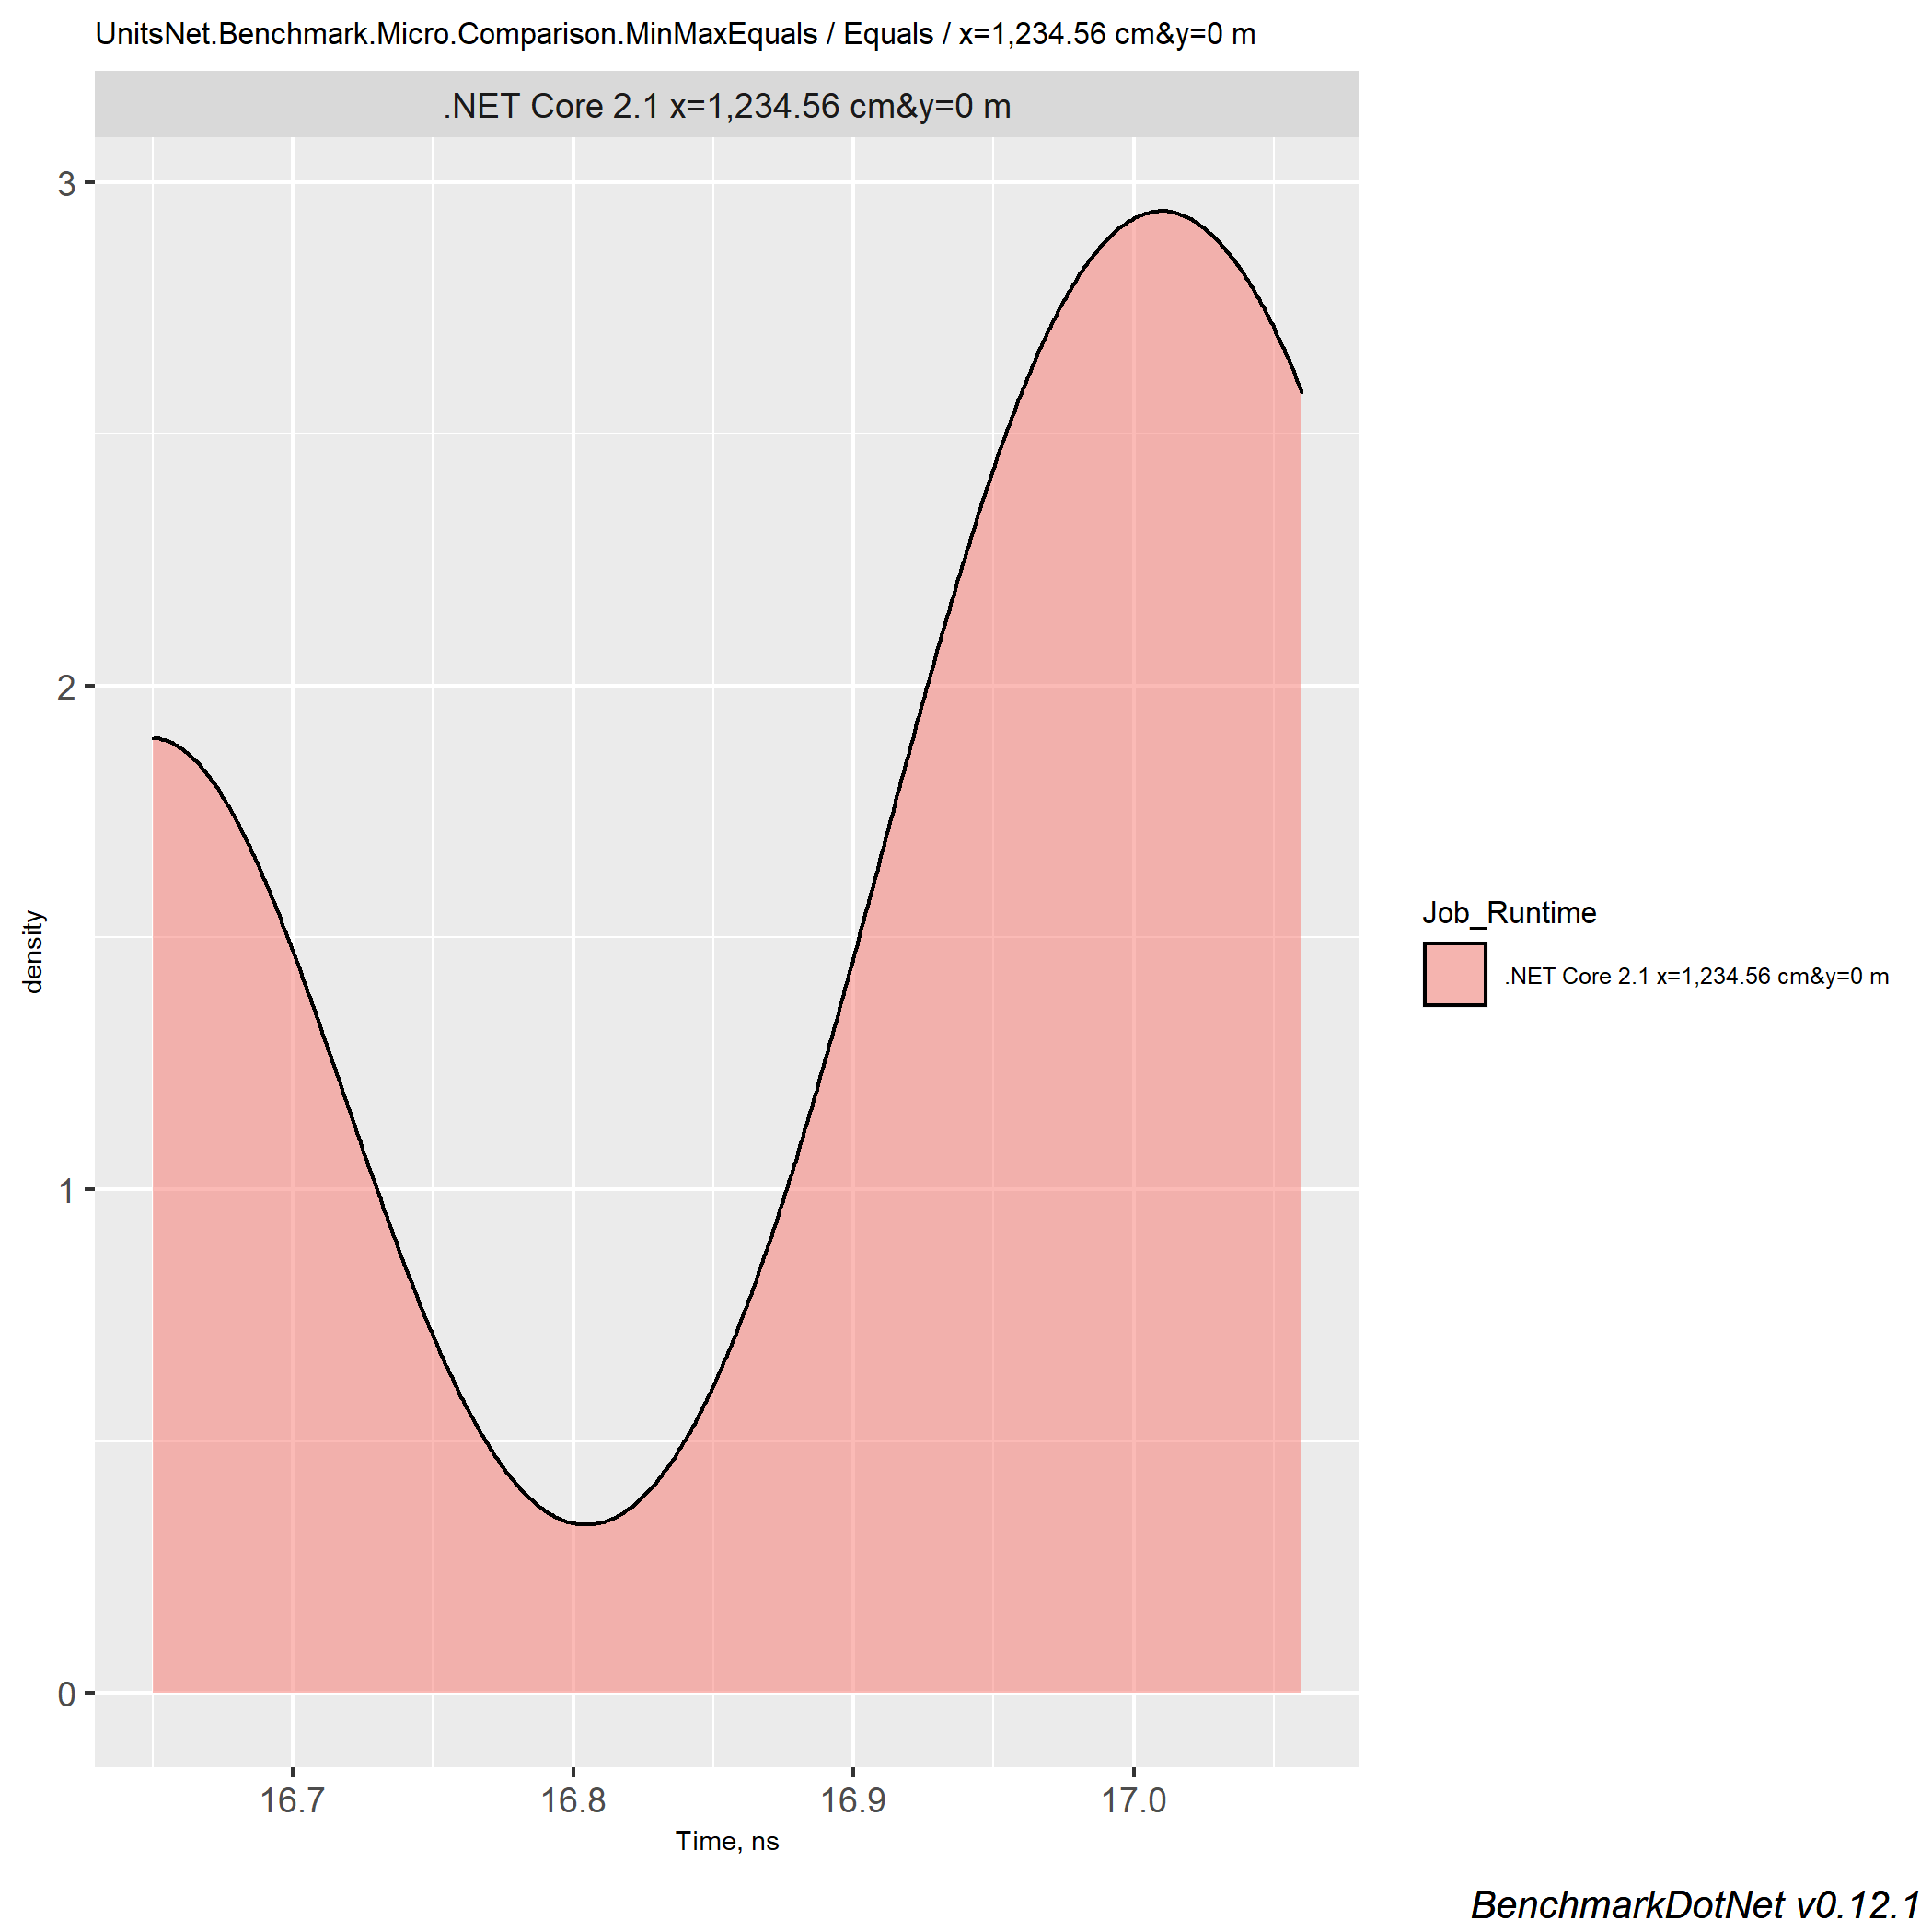 UnitsNet.Benchmark.Micro.Comparison.MinMaxEquals / Equals / x=1,234.56 cm&y=0 m
.NET Core 2.1 x=1,234.56 cm&y=0 m
3
2
1
0
density
16.7 16.8 16.9 17.0
Time, ns
Job_Runtime
.NET Core 2.1 x=1,234.56 cm&y=0 m
BenchmarkDotNet v0.12.1